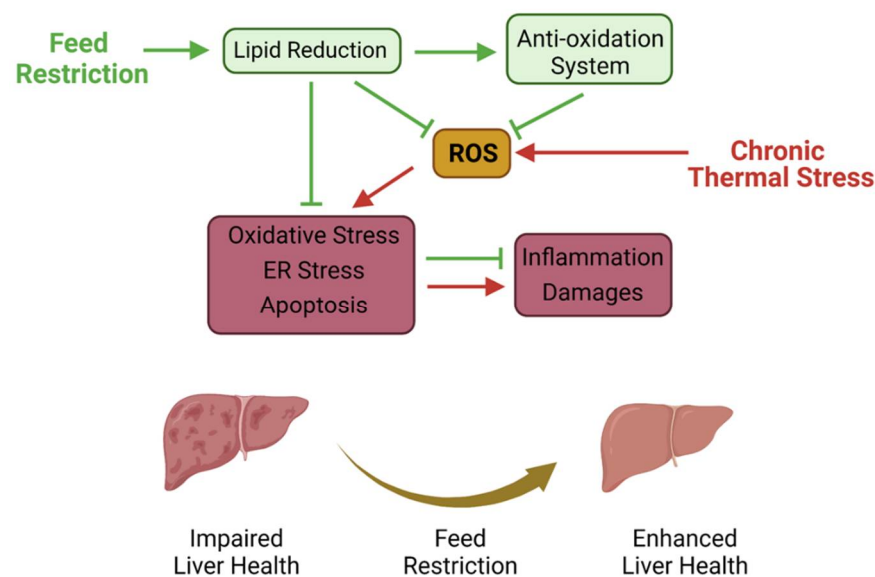 Feed
Restriction
Lipid Reduction
Anti-oxidation
System
ROS
Chronic
Thermal Stress
Oxidative Stress
ER Stress
Apoptosis
Inflammation
Damages
Impaired
Liver Health
Feed
Restriction
Enhanced
Liver Health